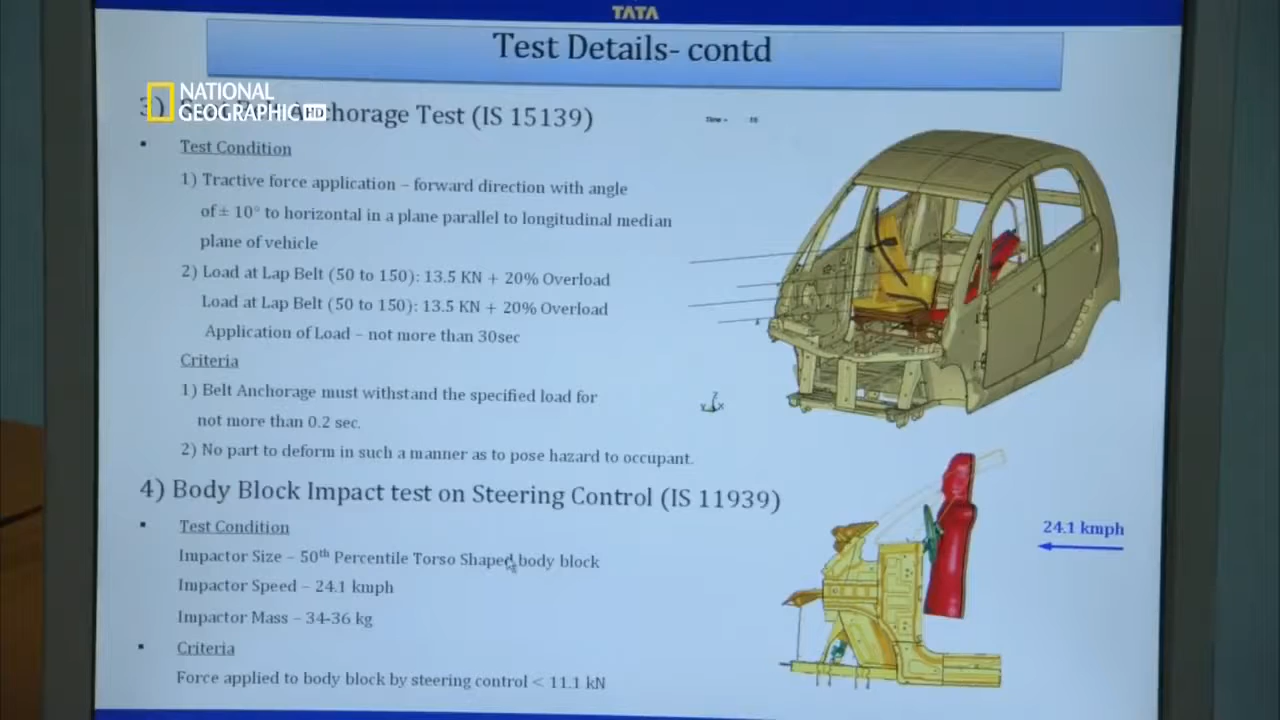 TATA
Test Details- contd
NATIONAL
GEOGRAPHIC HD
3) Seat Belt Anchorage Test (IS 15139)
Test Condition
1) Tractive force application – forward direction with angle
of ± 10° to horizontal in a plane parallel to longitudinal median
plane of vehicle
2) Load at Lap Belt (50 to 150): 13.5 KN + 20% Overload
Load at Lap Belt (50 to 150): 13.5 KN + 20% Overload
Application of Load – not more than 30sec
Criteria
1) Belt Anchorage must withstand the specified load for
not more than 0.2 sec.
2) No part to deform in such a manner as to pose hazard to occupant.
4) Body Block Impact test on Steering Control (IS 11939)
Test Condition
Impactor Size – 50th Percentile Torso Shaped body block
Impactor Speed – 24.1 kmph
Impactor Mass – 34-36 kg
Criteria
Force applied to body block by steering control < 11.1 kN
Time =
24.1 kmph